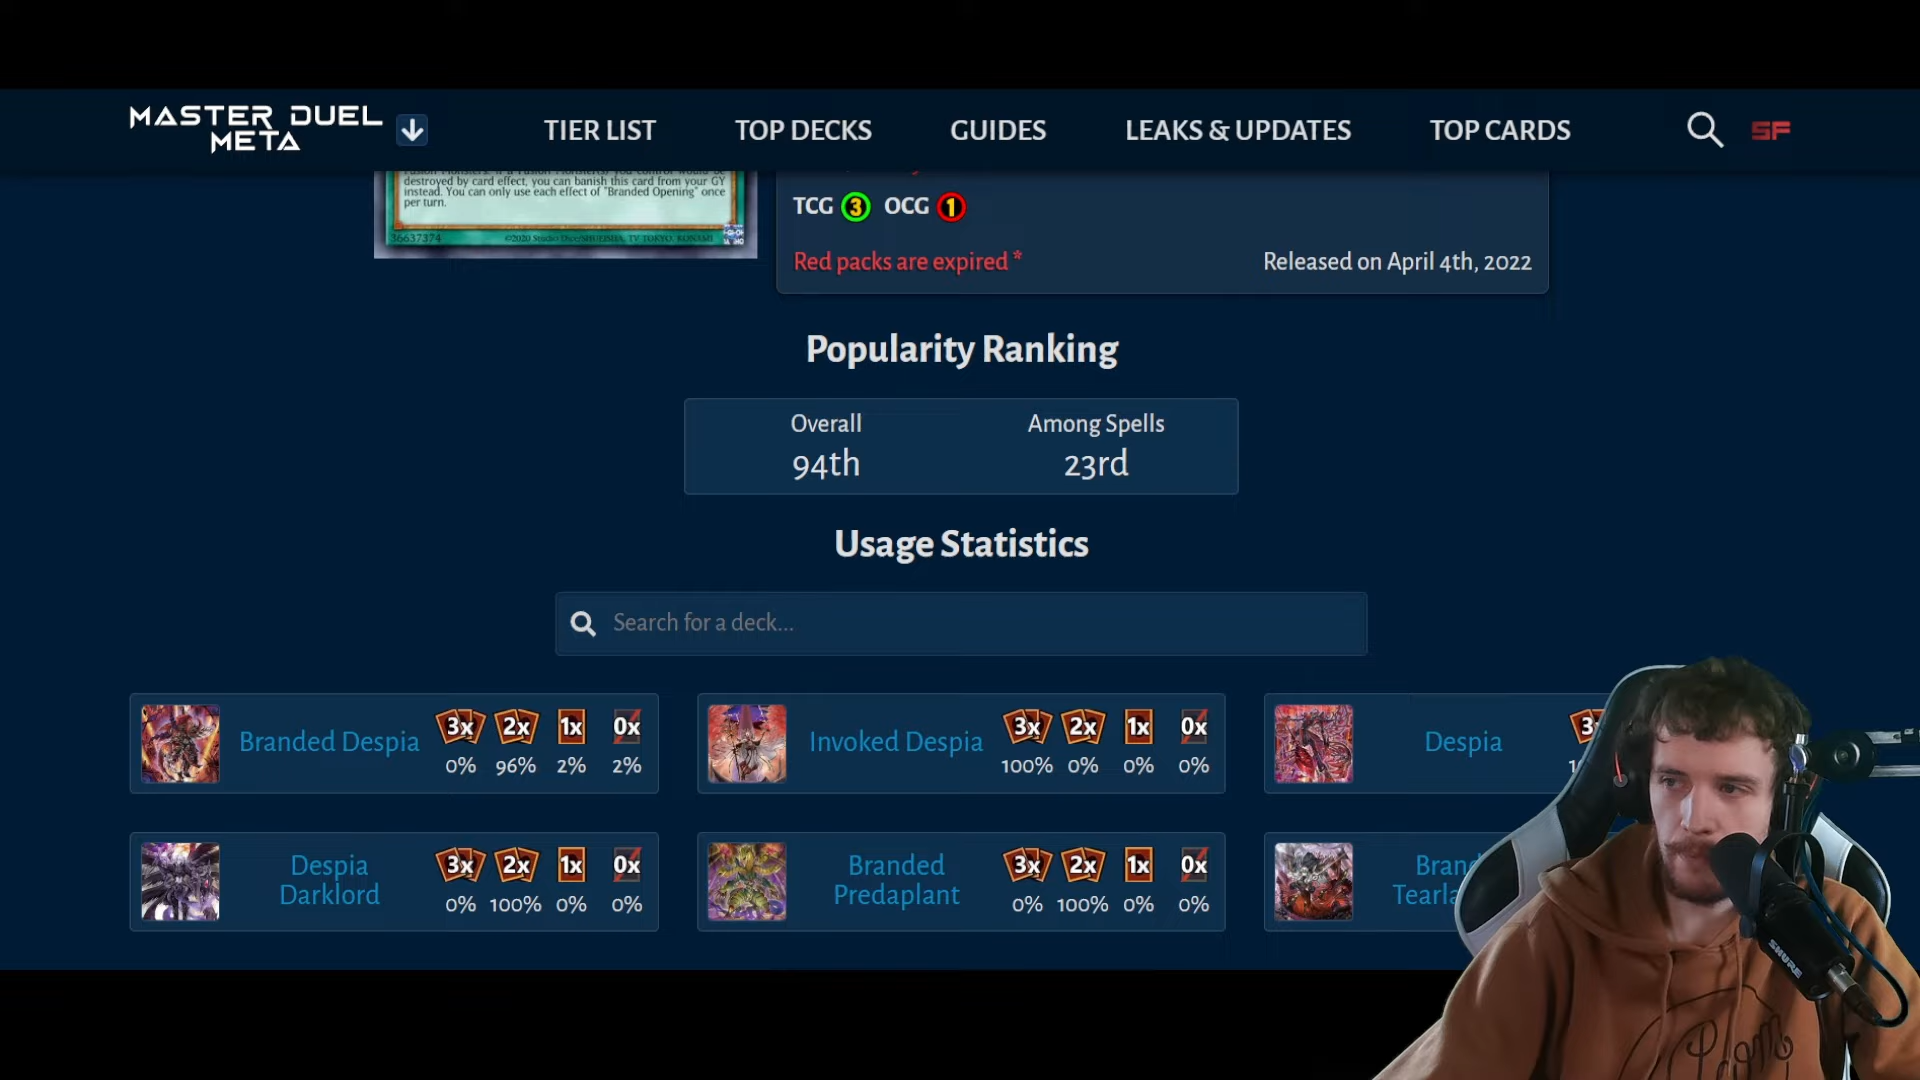 MASTER DUEL
META
TIER LIST
TOP DECKS
GUIDES
LEAKS & UPDATES
TOP CARDS
SF
destroyed by card effect, you can banish this card from your GY
instead. You can only use each effect of "Branded Opening" once
per turn.
36637374
TCG 3 OCG 1
Red packs are expired *
Released on April 4th, 2022
Popularity Ranking
Overall
94th
Among Spells
23rd
Usage Statistics
Search for a deck...
Branded Despia
3x 2x 1x 0x
0% 96% 2% 2%
Invoked Despia
3x 2x 1x 0x
100% 0% 0% 0%
Despia
Despia
Darklord
3x 2x 1x 0x
0% 100% 0% 0%
Branded
Predaplant
3x 2x 1x 0x
0% 100% 0% 0%
SHURE